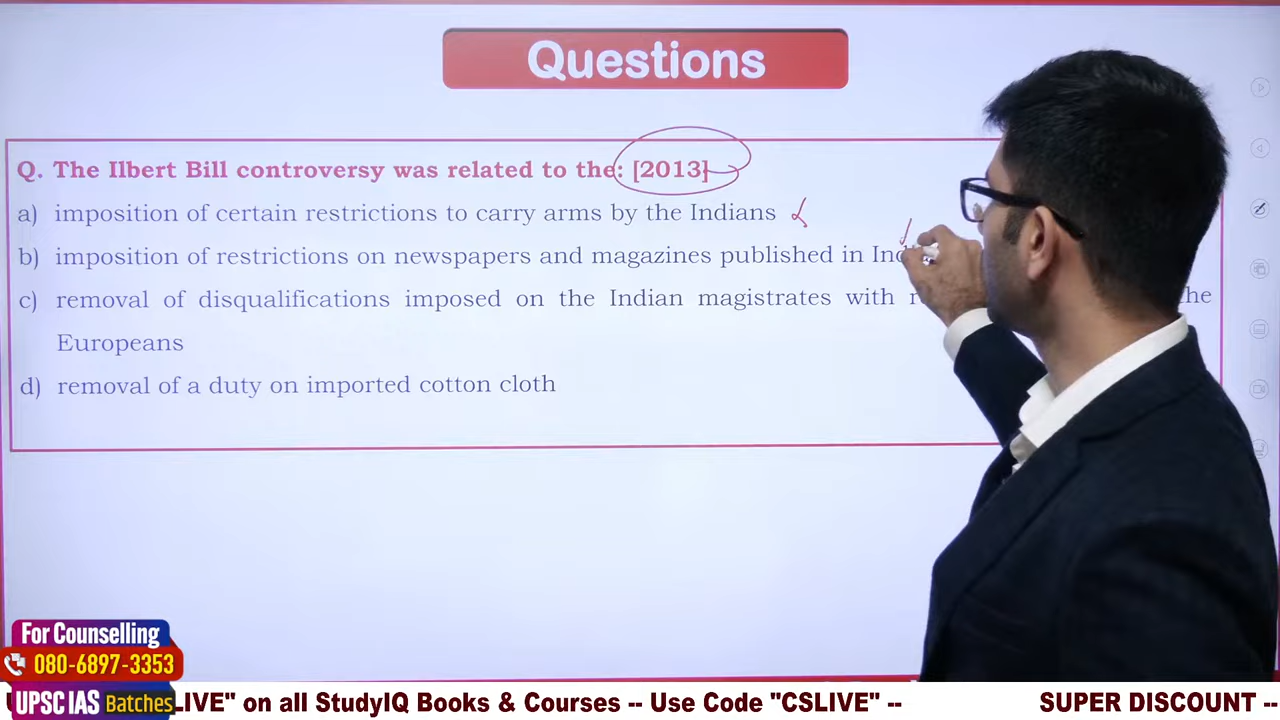 Questions
Q. The Ilbert Bill controversy was related to the: [2013]
a) imposition of certain restrictions to carry arms by the Indians
b) imposition of restrictions on newspapers and magazines published in
c) removal of disqualifications imposed on the Indian magistrates with
Europeans
d) removal of a duty on imported cotton cloth
For Counselling
080-6897-3353
UPSC IAS Batches
LIVE" on all StudyIQ Books & Courses -- Use Code "CSLIVE" -- SUPER DISCOUNT --